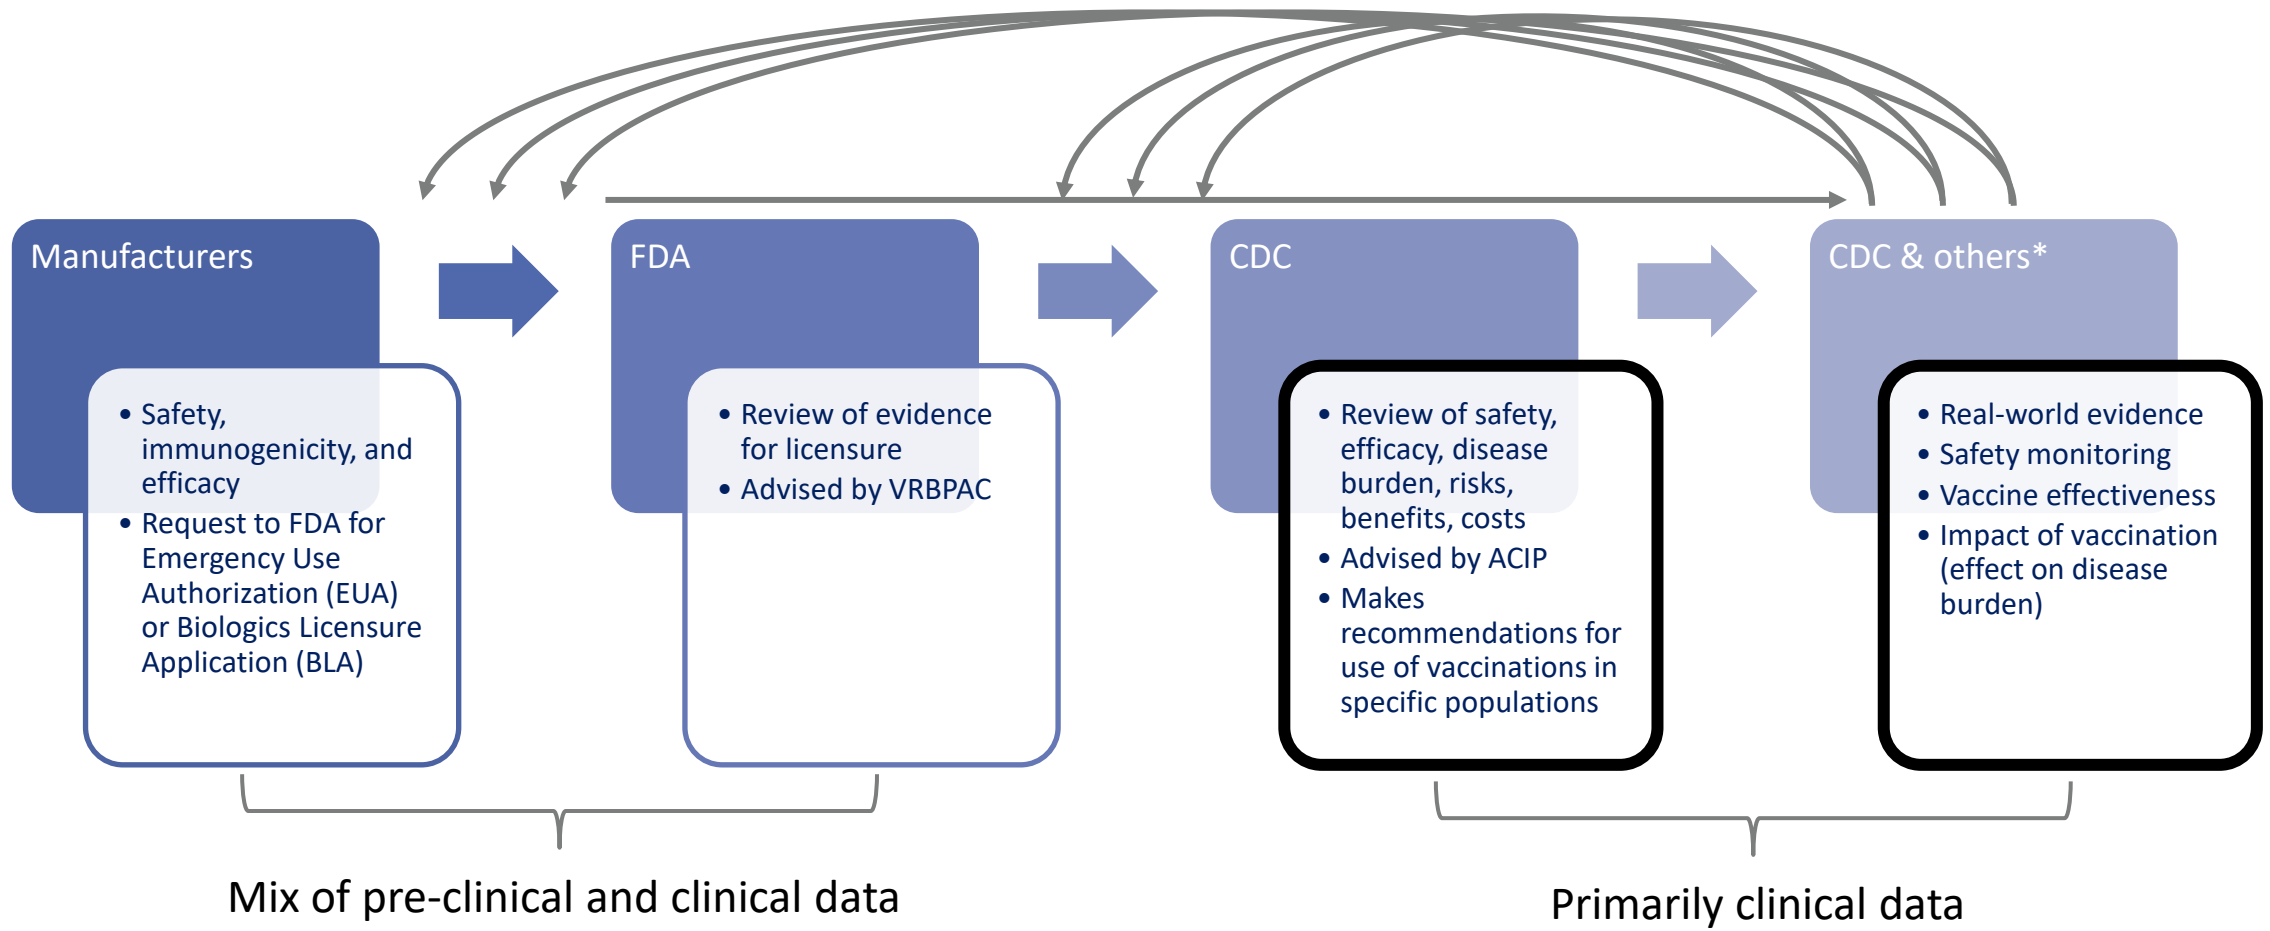 Manufacturers
• Safety,
immunogenicity, and
efficacy
• Request to FDA for
Emergency Use
Authorization (EUA)
or Biologics Licensure
Application (BLA)
FDA
• Review of evidence
for licensure
• Advised by VRBPAC
CDC
• Review of safety,
efficacy, disease
burden, risks,
benefits, costs
• Advised by ACIP
• Makes
recommendations for
use of vaccinations in
specific populations
CDC & others*
• Real-world evidence
• Safety monitoring
• Vaccine effectiveness
• Impact of vaccination
(effect on disease
burden)
Mix of pre-clinical and clinical data
Primarily clinical data